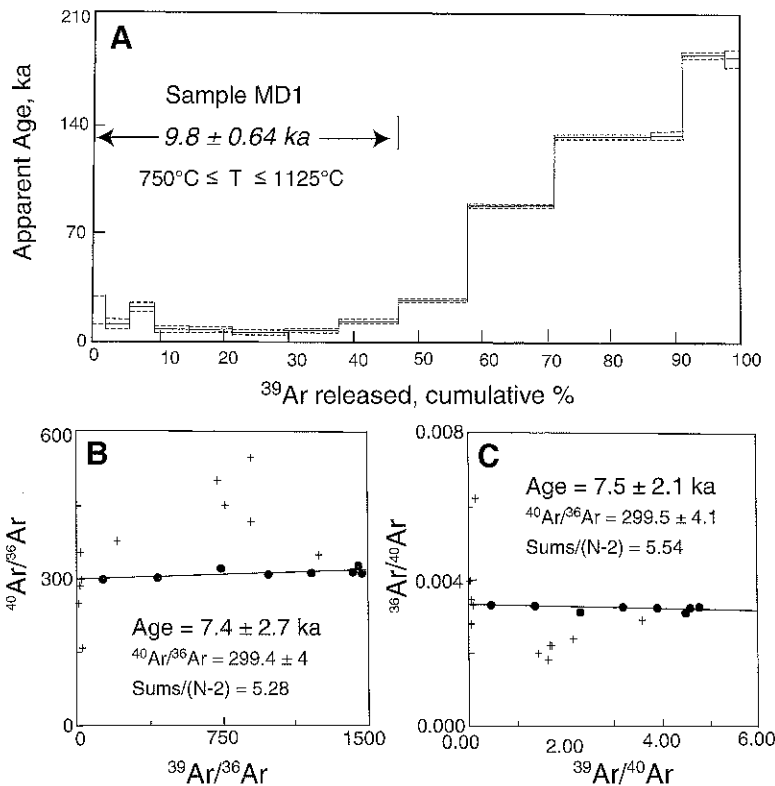 A
Apparent Age, ka
210
140
70
0
Sample MD1
9.8 ± 0.64 ka
750°C ≤ T ≤ 1125°C
0 10 20 30 40 50 60 70 80 90 100
³⁹Ar released, cumulative %
B
⁴⁰Ar/³⁶Ar
600
300
0
Age = 7.4 ± 2.7 ka
⁴⁰Ar/³⁶Ar = 299.4 ± 4
Sums/(N-2) = 5.28
0 750 1500
³⁹Ar/³⁶Ar
C
³⁶Ar/⁴⁰Ar
0.008
0.004
0.000
Age = 7.5 ± 2.1 ka
⁴⁰Ar/³⁶Ar = 299.5 ± 4.1
Sums/(N-2) = 5.54
0.00 2.00 4.00 6.00
³⁹Ar/⁴⁰Ar